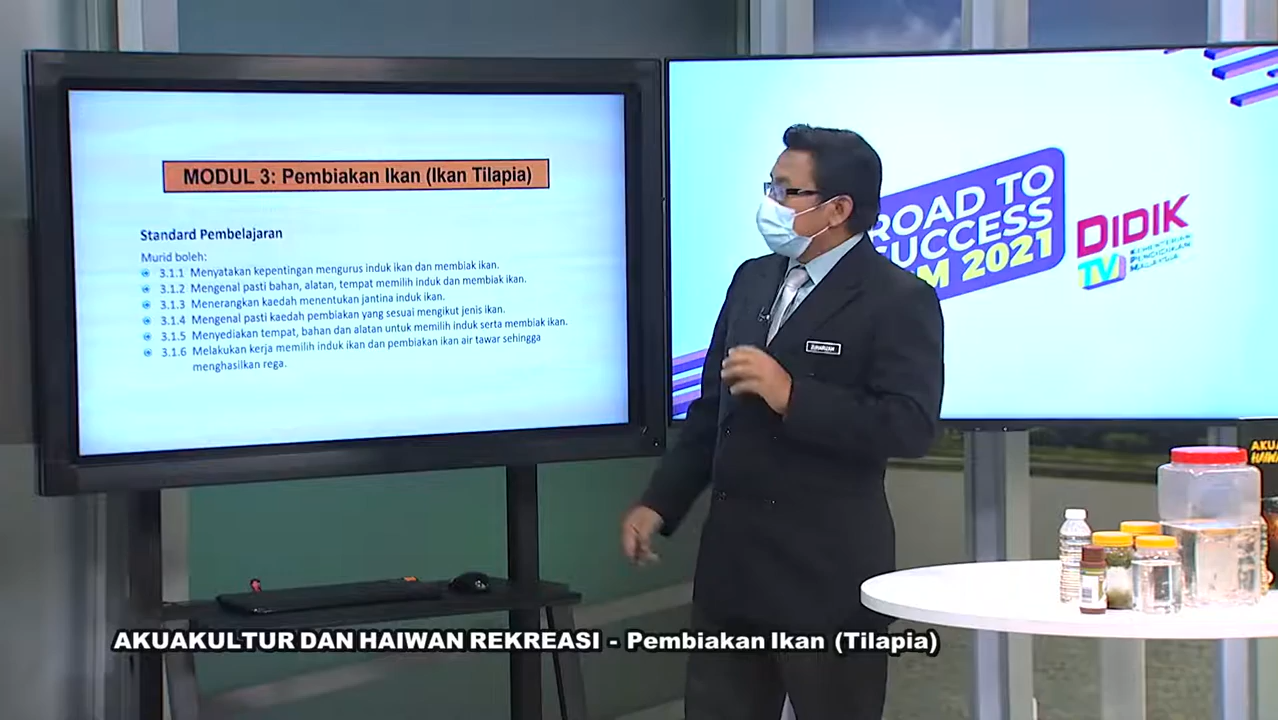 MODUL 3: Pembiakan Ikan (Ikan Tilapia)
Standard Pembelajaran
Murid boleh:
3.1.1 Menyatakan kepentingan mengurus induk ikan dan membiak ikan.
3.1.2 Mengenal pasti bahan, alatan, tempat memilih induk dan membiak ikan.
3.1.3 Menerangkan kaedah menentukan jantina induk ikan.
3.1.4 Mengenal pasti kaedah pembiakan yang sesuai mengikut jenis ikan.
3.1.5 Menyediakan tempat, bahan dan alatan untuk memilih induk serta membiak ikan.
3.1.6 Melakukan kerja memilih induk ikan dan pembiakan ikan air tawar sehingga
menghasilkan rega.
ROAD TO
SUCCESS
M 2021
DIDIK
TV
KEMENTERIAN
PENDIDIKAN
MALAYSIA
AKUAKULTUR DAN HAIWAN REKREASI - Pembiakan Ikan (Tilapia)